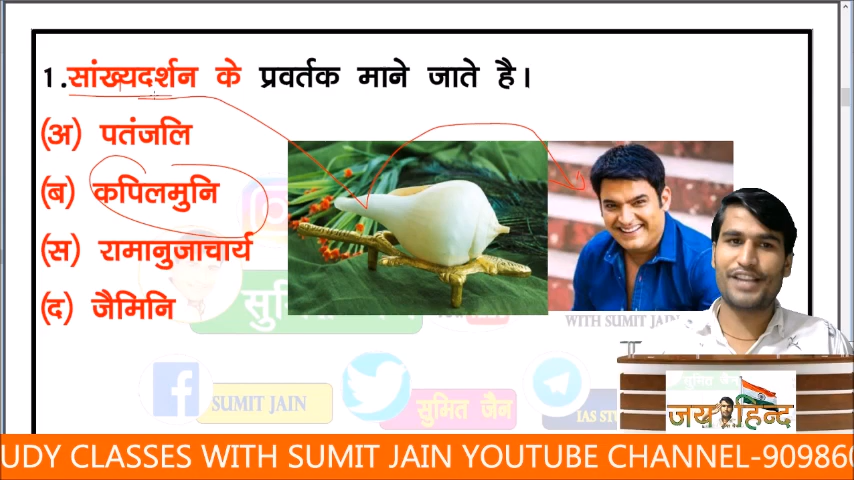 1.सांख्यदर्शन के प्रवर्तक माने जाते है।
(अ) पतंजलि
(ब) कपिलमुनि
(स) रामानुजाचार्य
(द) जैमिनि
WITH SUMIT JAIN
सुमित जैन
SUMIT JAIN
सुमित जैन
जय हिन्द
UDY CLASSES WITH SUMIT JAIN YOUTUBE CHANNEL-909860